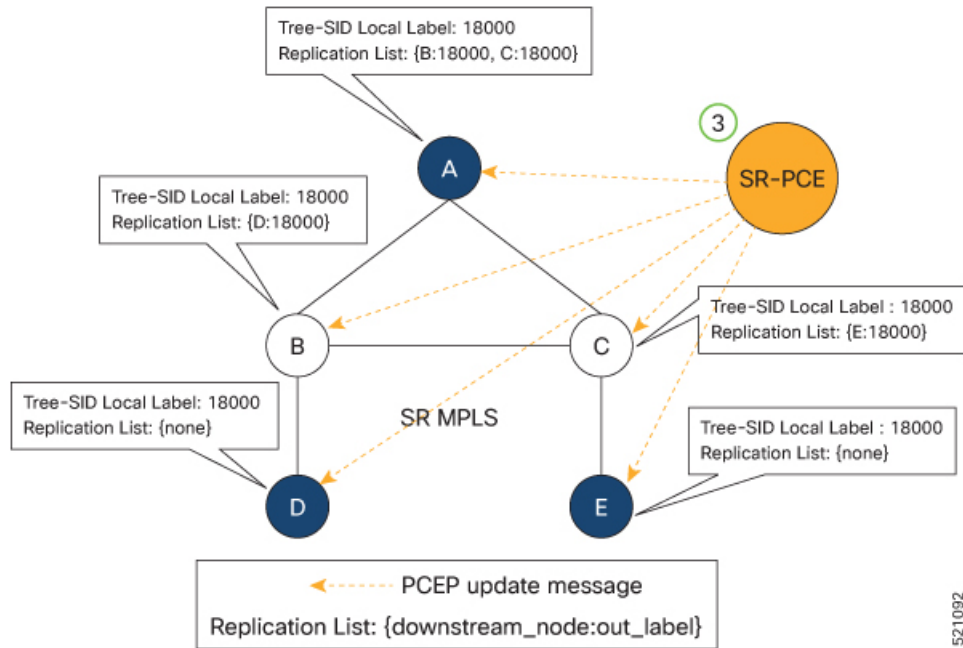 Tree-SID Local Label: 18000
Replication List: {B:18000, C:18000}
3
A
SR-PCE
Tree-SID Local Label: 18000
Replication List: {D:18000}
B
C
Tree-SID Local Label : 18000
Replication List: {E:18000}
Tree-SID Local Label: 18000
Replication List: {none}
SR MPLS
Tree-SID Local Label : 18000
Replication List: {none}
D
E
PCEP update message
Replication List: {downstream_node:out_label}
521092